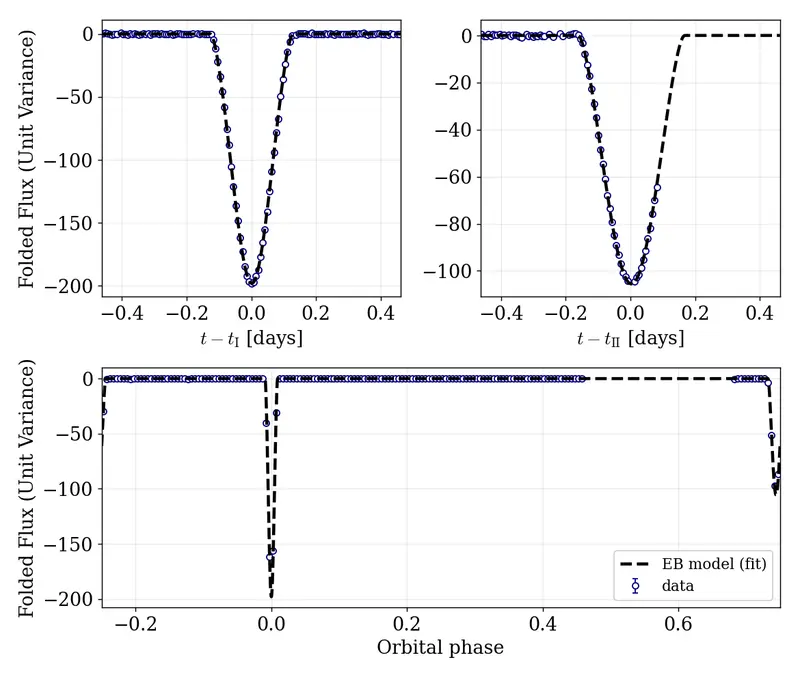 Folded Flux (Unit Variance)
0
−50
−100
−150
−200
−0.4 −0.2 0.0 0.2 0.4
t − tI [days]
0
−20
−40
−60
−80
−100
−0.4 −0.2 0.0 0.2 0.4
t − tII [days]
Folded Flux (Unit Variance)
0
−50
−100
−150
−200
−0.2 0.0 0.2 0.4 0.6
Orbital phase
EB model (fit)
data